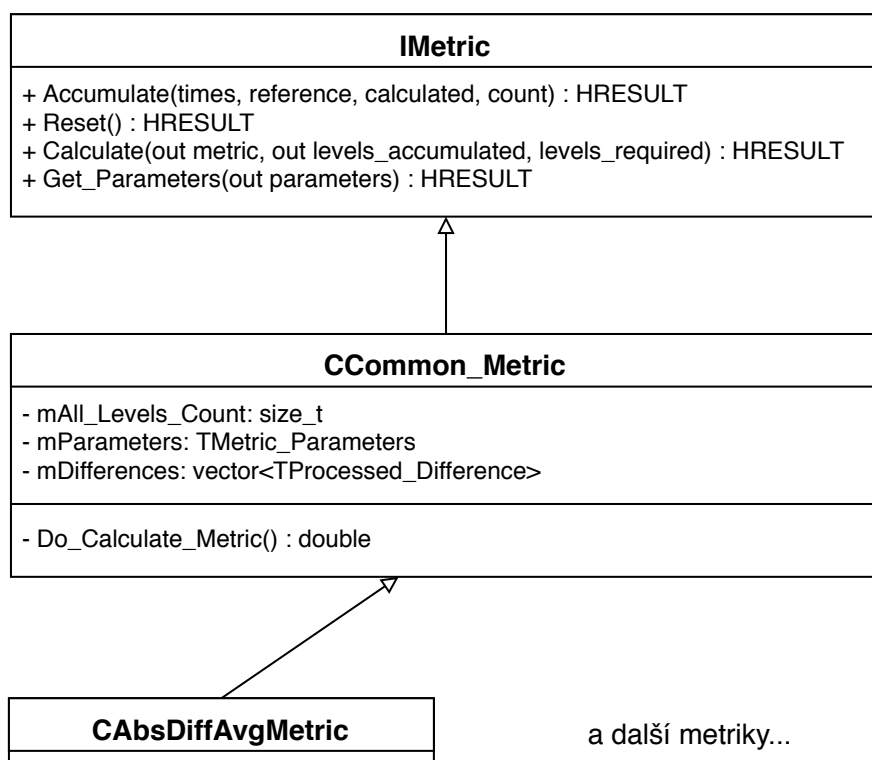 IMetric
+ Accumulate(times, reference, calculated, count) : HRESULT
+ Reset() : HRESULT
+ Calculate(out metric, out levels_accumulated, levels_required) : HRESULT
+ Get_Parameters(out parameters) : HRESULT
CCommon_Metric
- mAll_Levels_Count: size_t
- mParameters: TMetric_Parameters
- mDifferences: vector<TProcessed_Difference>
- Do_Calculate_Metric() : double
CAbsDiffAvgMetric
a další metriky...